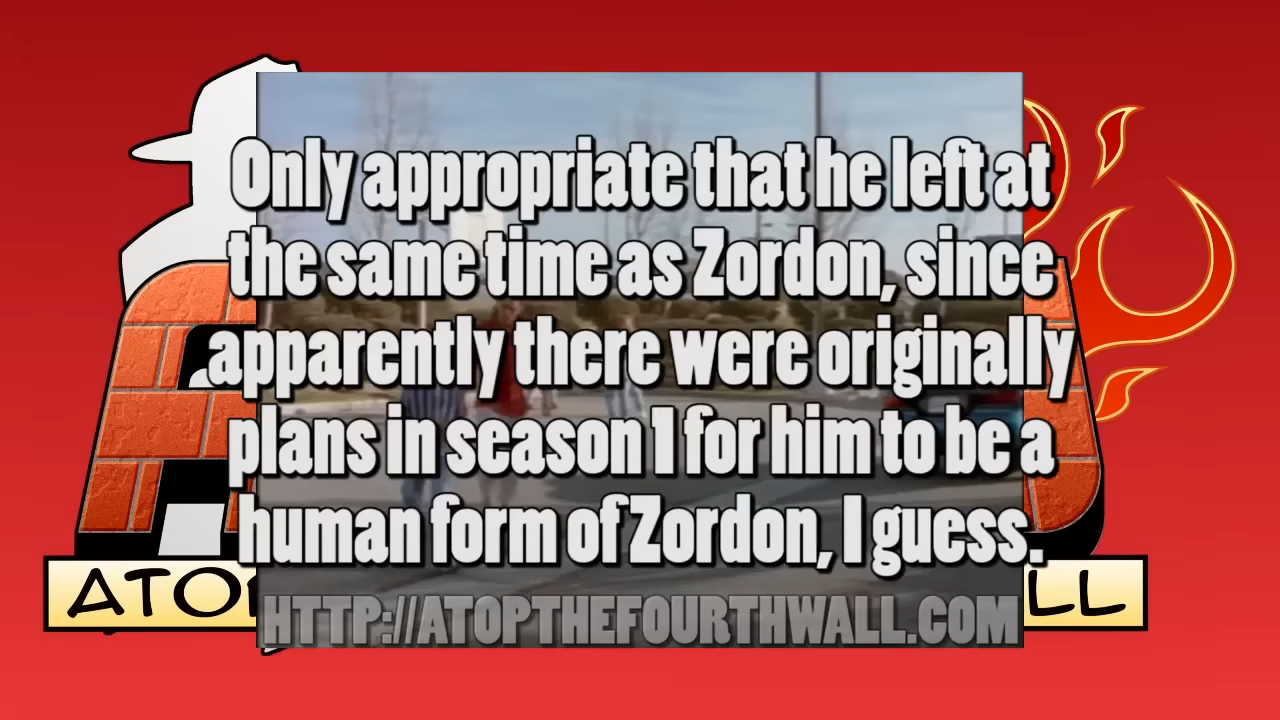 Only appropriate that he left at
the same time as Zordon, since
apparently there were originally
plans in season 1 for him to be a
human form of Zordon, I guess.
HTTP://ATOPTHEFOURTHWALL.COM
ATO
LL